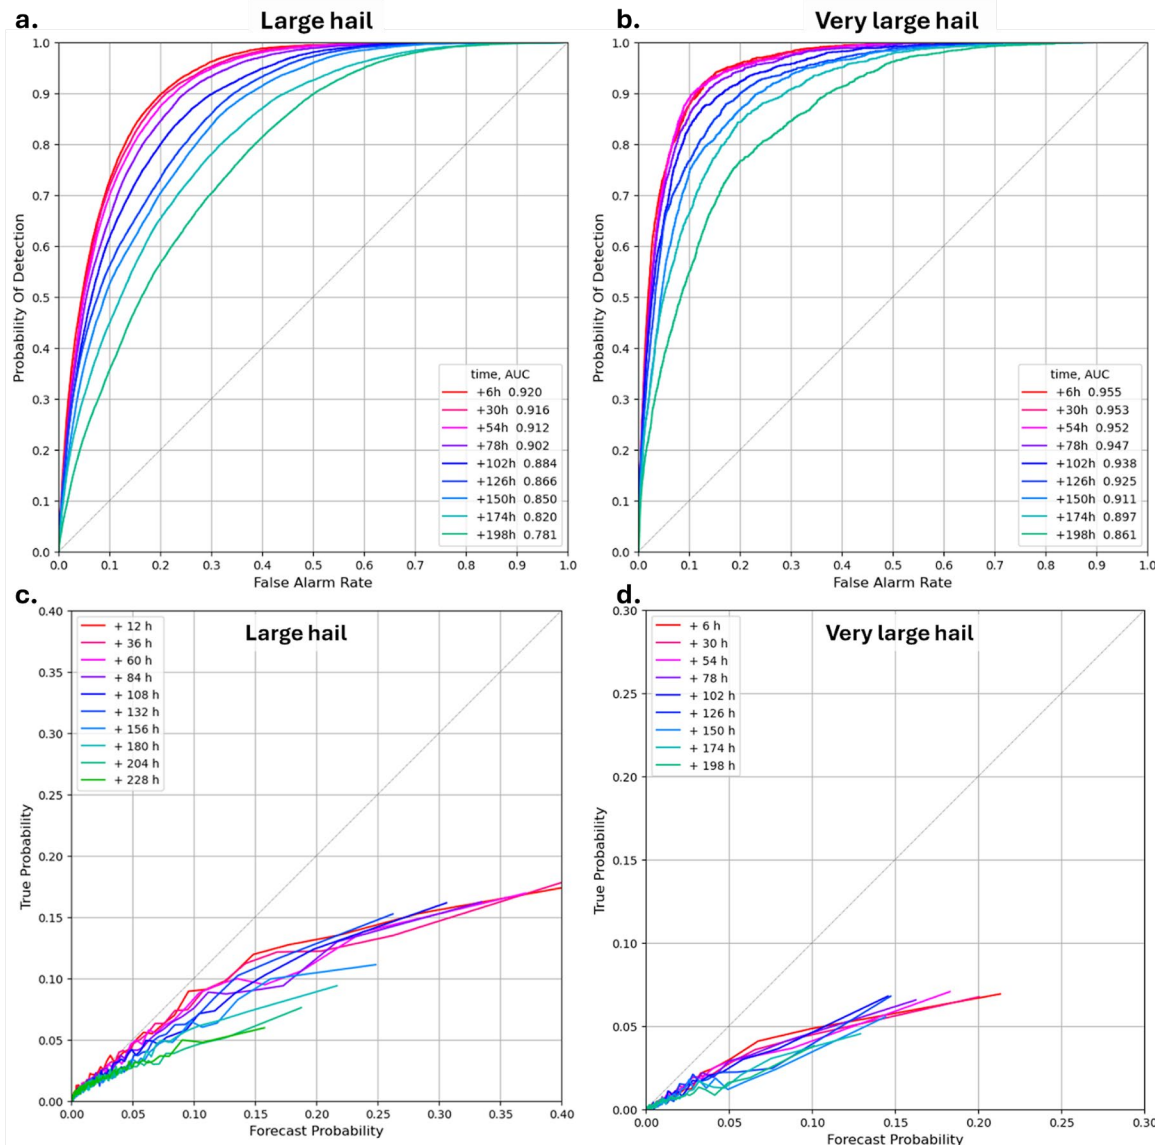 a.
Large hail
1.0
0.9
0.8
0.7
0.6
0.5
0.4
0.3
0.2
0.1
0.0
Probability Of Detection
time, AUC
+6h 0.920
+30h 0.916
+54h 0.912
+78h 0.902
+102h 0.884
+126h 0.866
+150h 0.850
+174h 0.820
+198h 0.781
0.0 0.1 0.2 0.3 0.4 0.5 0.6 0.7 0.8 0.9 1.0
False Alarm Rate
b.
Very large hail
1.0
0.9
0.8
0.7
0.6
0.5
0.4
0.3
0.2
0.1
0.0
Probability Of Detection
time, AUC
+6h 0.955
+30h 0.953
+54h 0.952
+78h 0.947
+102h 0.938
+126h 0.925
+150h 0.911
+174h 0.897
+198h 0.861
0.0 0.1 0.2 0.3 0.4 0.5 0.6 0.7 0.8 0.9 1.0
False Alarm Rate
c.
Large hail
0.40
0.35
0.30
0.25
0.20
0.15
0.10
0.05
0.00
True Probability
+ 12 h
+ 36 h
+ 60 h
+ 84 h
+ 108 h
+ 132 h
+ 156 h
+ 180 h
+ 204 h
+ 228 h
0.00 0.05 0.10 0.15 0.20 0.25 0.30 0.35 0.40
Forecast Probability
d.
Very large hail
0.30
0.25
0.20
0.15
0.10
0.05
0.00
True Probability
+ 6 h
+ 30 h
+ 54 h
+ 78 h
+ 102 h
+ 126 h
+ 150 h
+ 174 h
+ 198 h
0.00 0.05 0.10 0.15 0.20 0.25 0.30
Forecast Probability